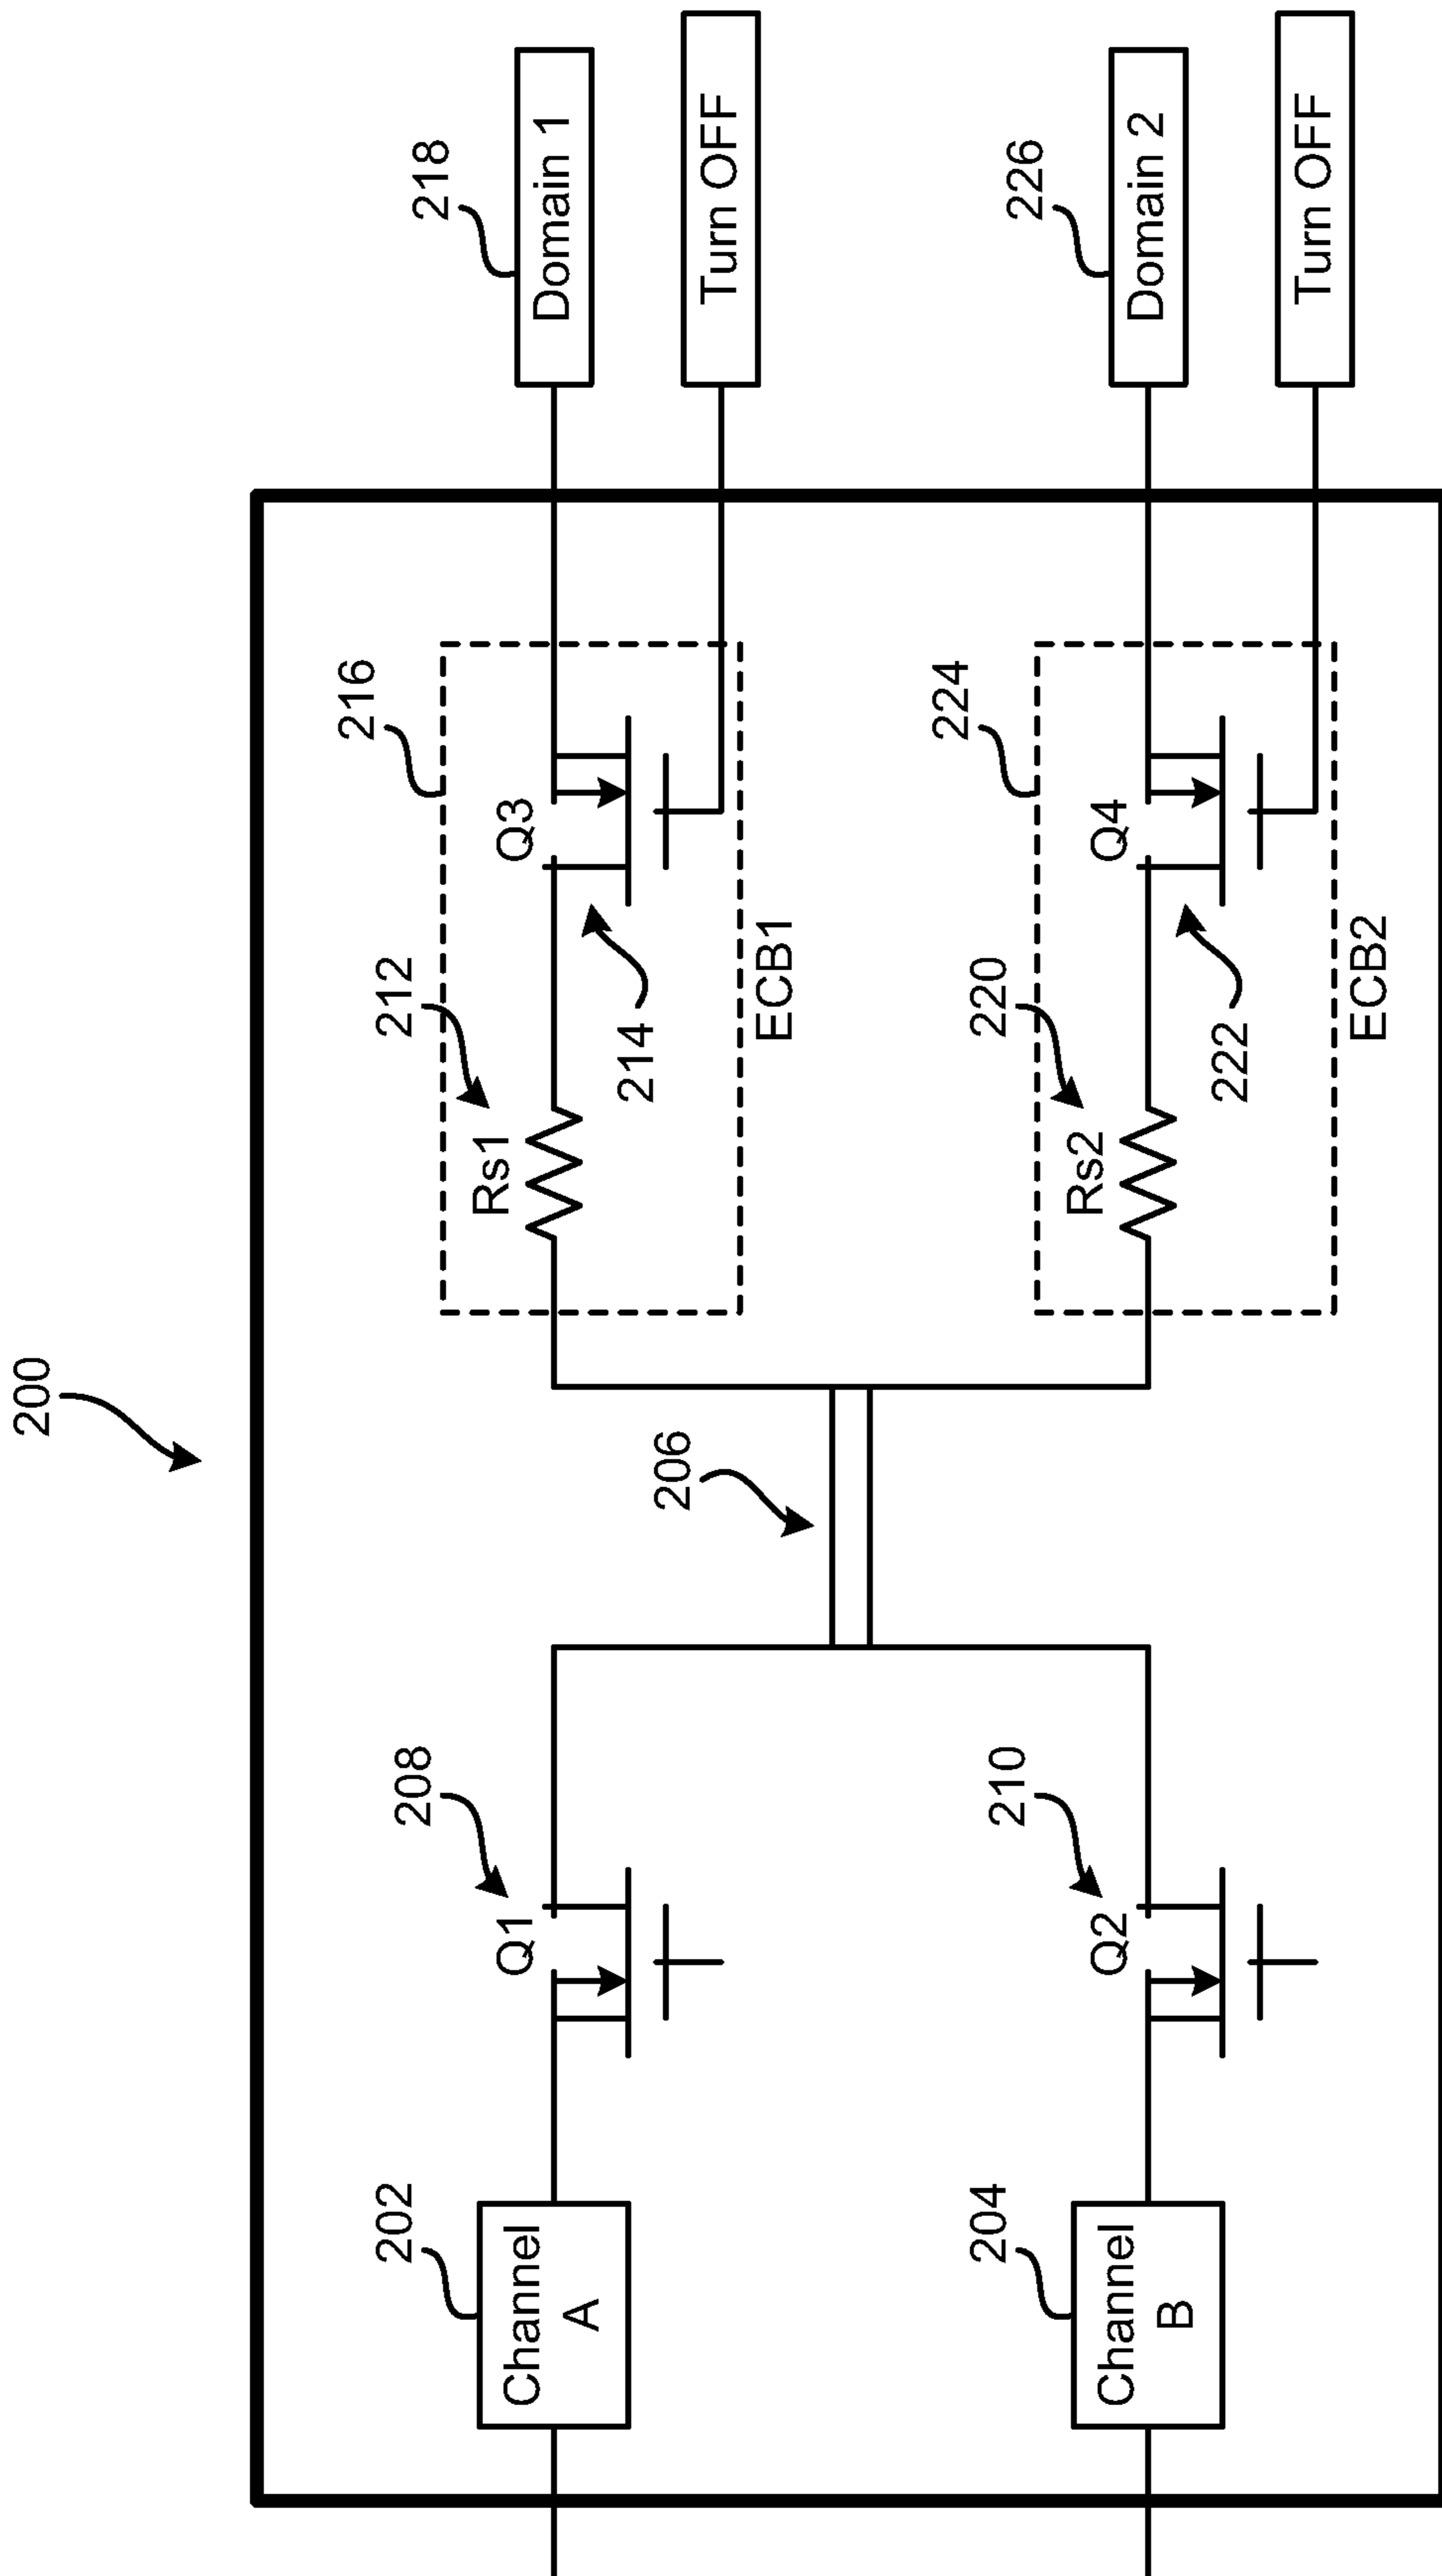 200
202
Channel
A
208
Q1
206
212
Rs1
216
Q3
214
ECB1
218
Domain 1
Turn OFF
204
Channel
B
210
Q2
220
Rs2
224
Q4
222
ECB2
226
Domain 2
Turn OFF